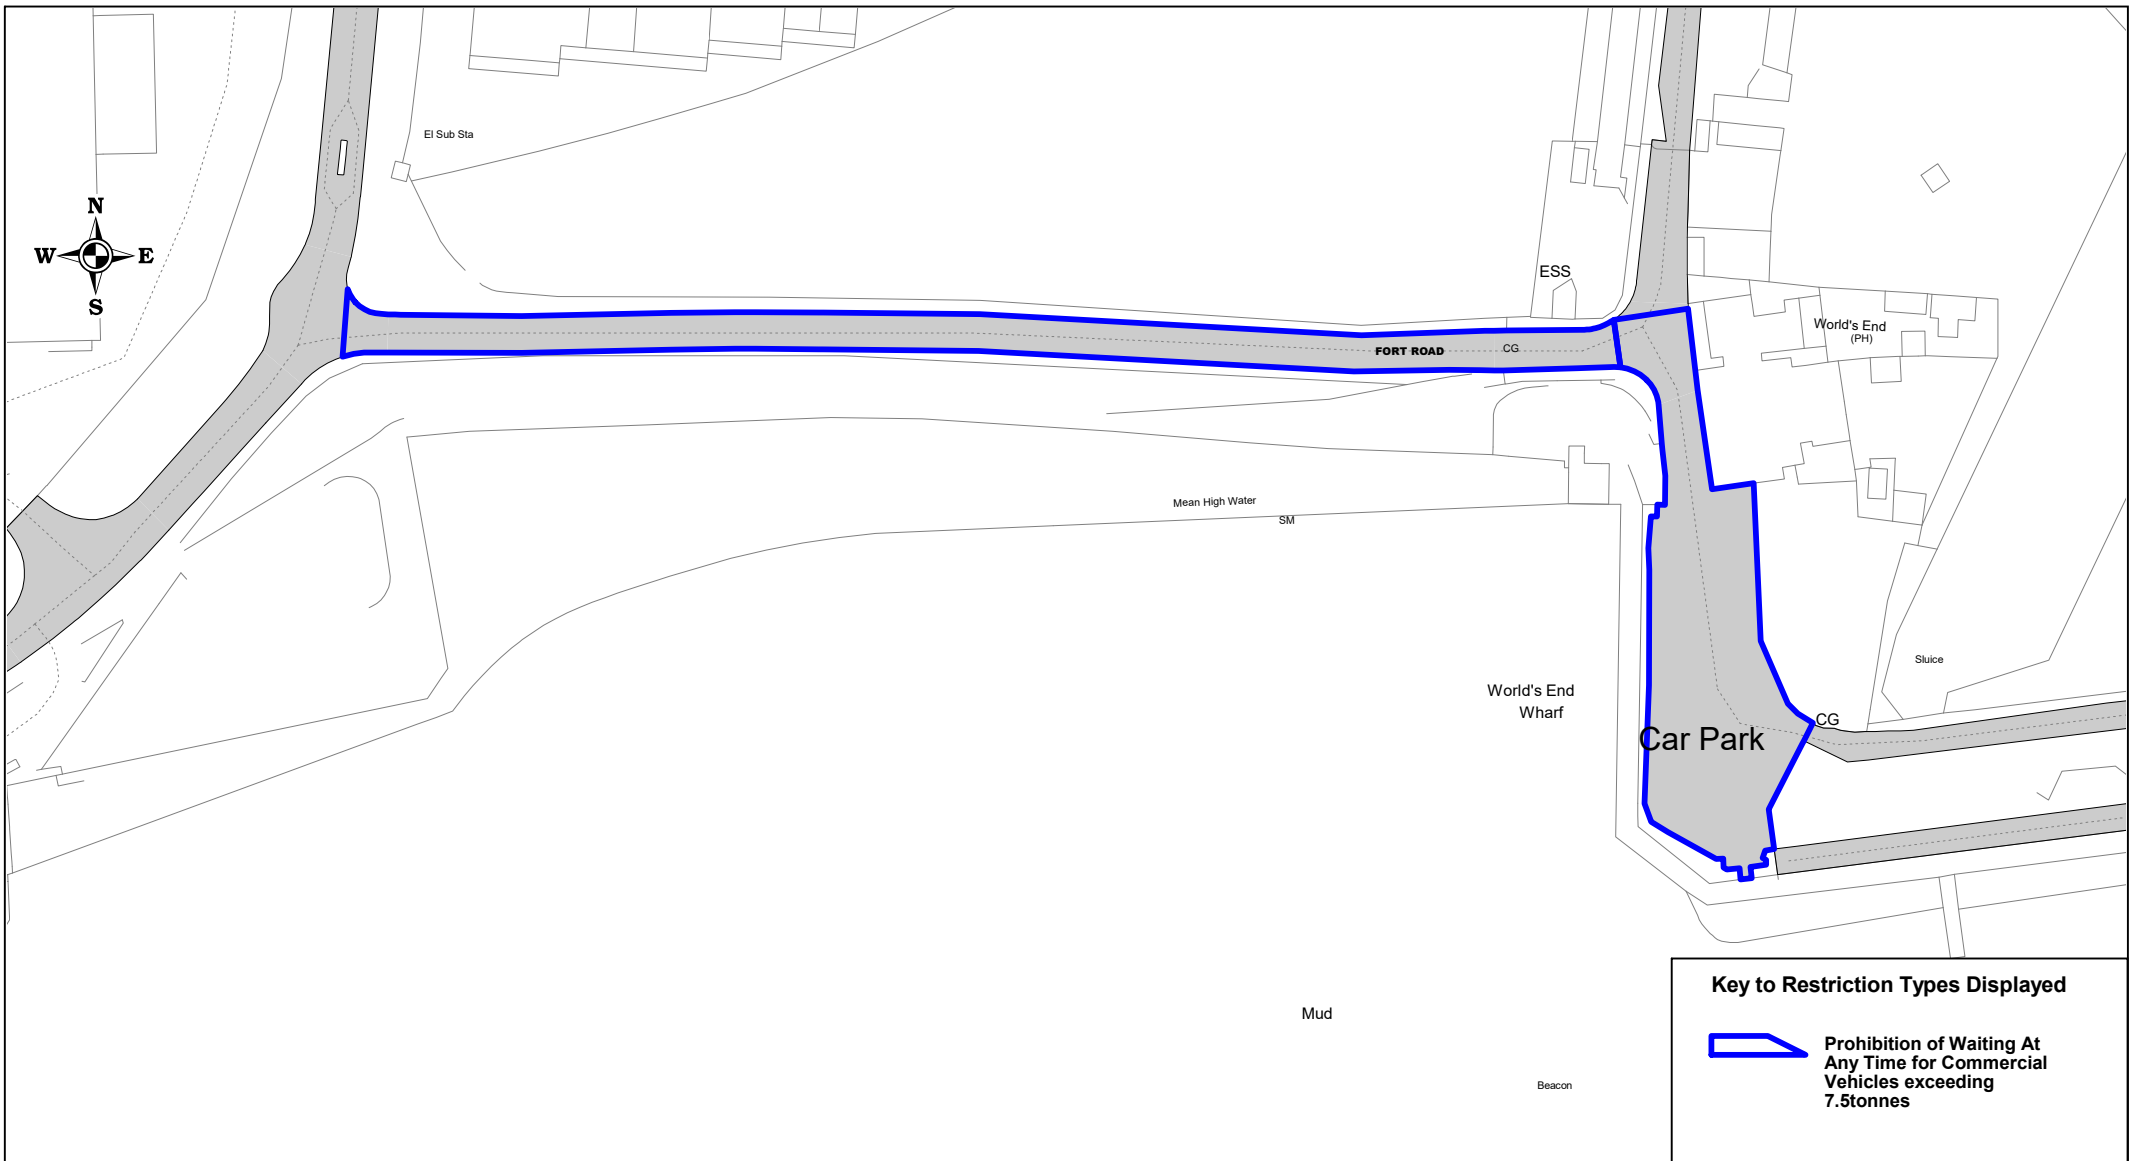 El Sub Sta
N
W E
S
ESS
World's End
(PH)
FORT ROAD
CG
Mean High Water
SM
Sluice
World's End
Wharf
CG
Car Park
Mud
Beacon
Key to Restriction Types Displayed
Prohibition of Waiting At
Any Time for Commercial
Vehicles exceeding
7.5tonnes